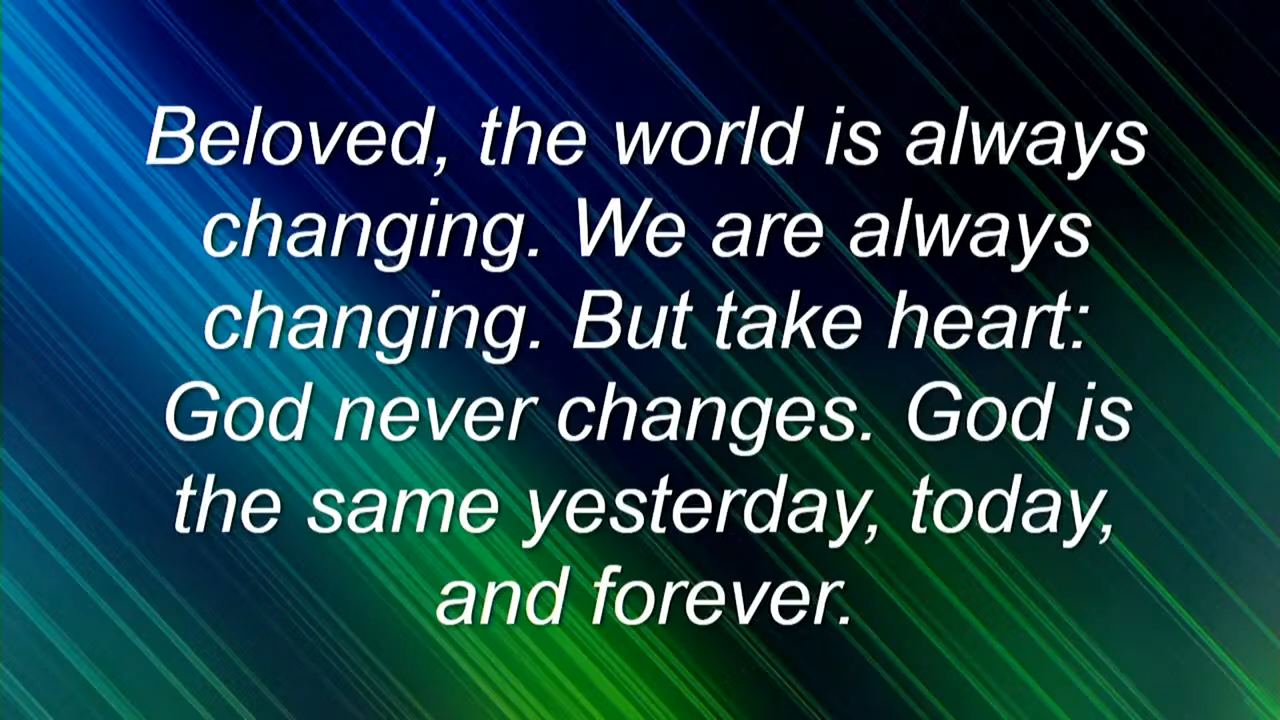 Beloved, the world is always
changing. We are always
changing. But take heart:
God never changes. God is
the same yesterday, today,
and forever.